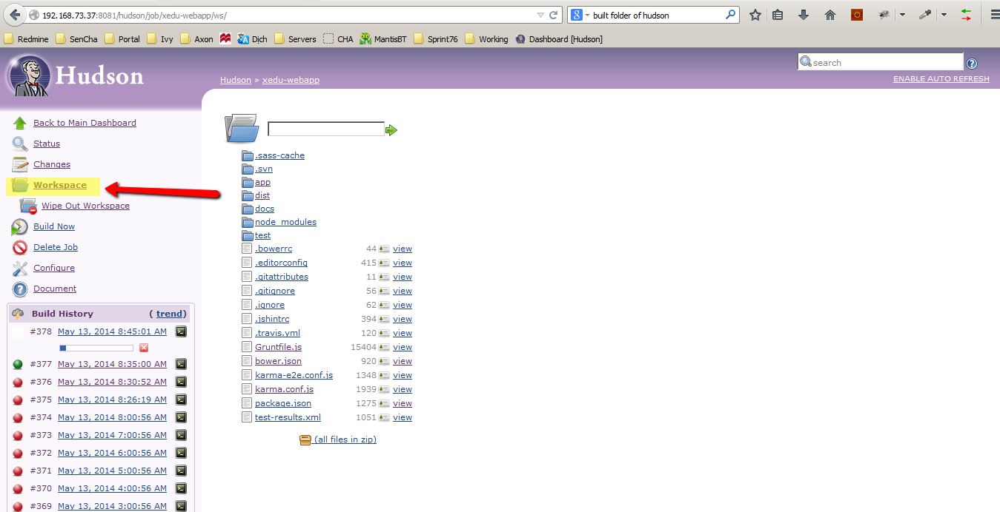 192.168.73.37:8081/hudson/job/xedu-webapp/ws/
built folder of hudson
Redmine SenCha Portal Ivy Axon Dịch Servers CHA MantisBT Sprint76 Working Dashboard [Hudson]
Hudson
search
Hudson » xedu-webapp
ENABLE AUTO REFRESH
Back to Main Dashboard
Status
Changes
Workspace
Wipe Out Workspace
Build Now
Delete Job
Configure
Document
Build History (trend)
#378 May 13, 2014 8:45:01 AM
#377 May 13, 2014 8:35:00 AM
#376 May 13, 2014 8:30:52 AM
#375 May 13, 2014 8:26:19 AM
#374 May 13, 2014 8:00:56 AM
#373 May 13, 2014 7:00:56 AM
#372 May 13, 2014 6:00:56 AM
#371 May 13, 2014 5:00:56 AM
#370 May 13, 2014 4:00:56 AM
#369 May 13, 2014 3:00:56 AM
.sass-cache
.svn
app
dist
docs
node_modules
test
.bowerrc 44 view
.editorconfig 415 view
.gitattributes 11 view
.gitignore 56 view
.ignore 62 view
.jshintrc 394 view
.travis.yml 120 view
Gruntfile.js 15404 view
bower.json 920 view
karma-e2e.conf.js 1348 view
karma.conf.js 1939 view
package.json 1275 view
test-results.xml 1051 view
(all files in zip)